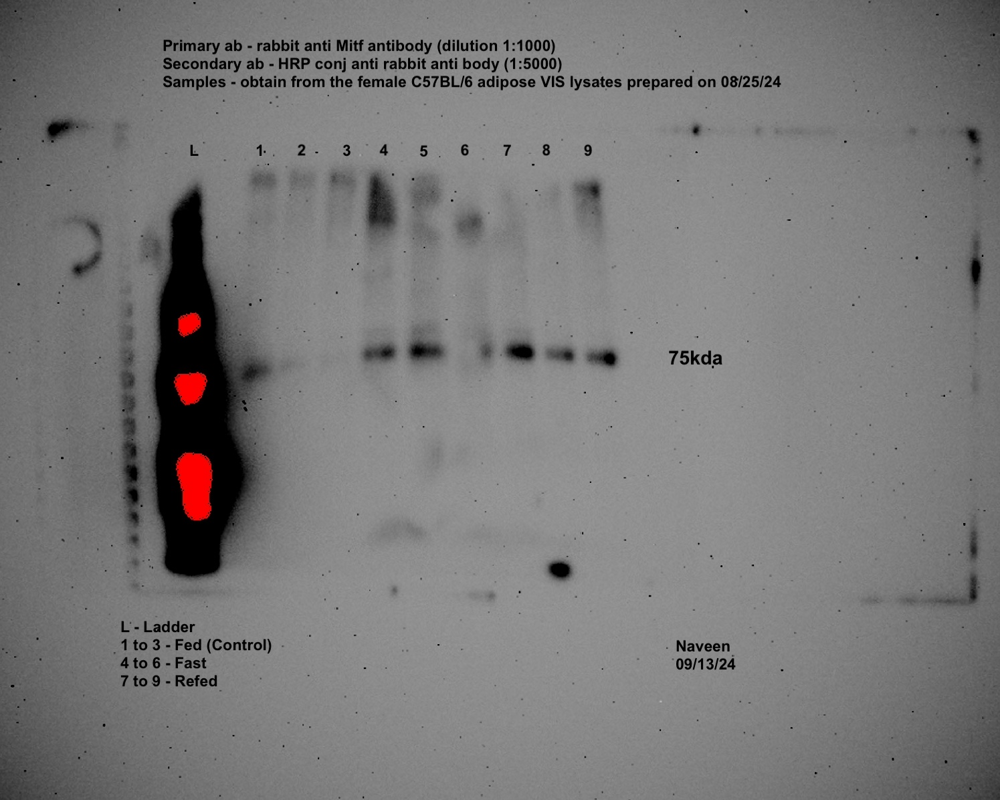 Primary ab - rabbit anti Mitf antibody (dilution 1:1000)
Secondary ab - HRP conj anti rabbit anti body (1:5000)
Samples - obtain from the female C57BL/6 adipose VIS lysates prepared on 08/25/24
L 1 2 3 4 5 6 7 8 9
75kda
L - Ladder
1 to 3 - Fed (Control)
4 to 6 - Fast
7 to 9 - Refed
Naveen
09/13/24